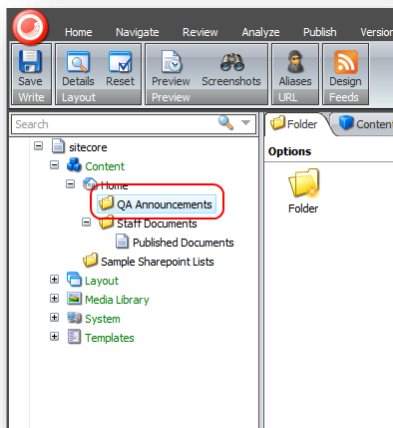 Home Navigate Review Analyze Publish Version
Save Details Reset Preview Screenshots Aliases Design
Write Layout Preview URL Feeds
Search Folder Content
sitecore Options
Content
Home
QA Announcements
Folder
Staff Documents
Published Documents
Sample Sharepoint Lists
Layout
Media Library
System
Templates